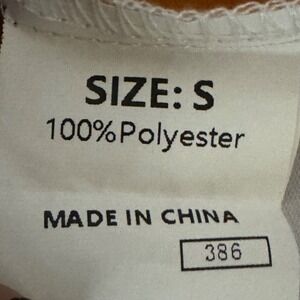 SIZE: S
100%Polyester
MADE IN CHINA
386